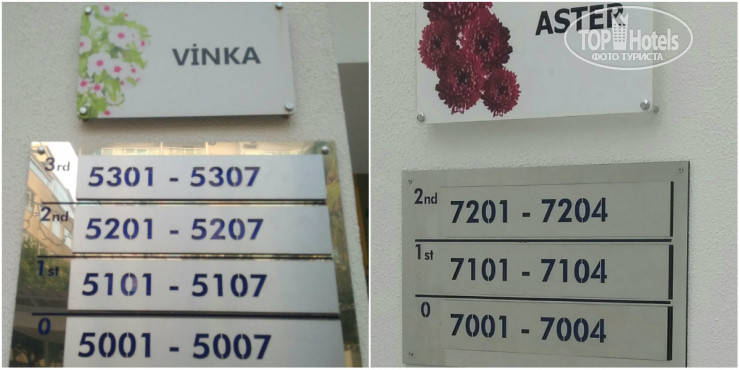 VİNKA
3rd 5301 - 5307
2nd 5201 - 5207
1st 5101 - 5107
0 5001 - 5007
ASTER
TOP Hotels
ФОТО ТУРИСТА
2nd 7201 - 7204
1st 7101 - 7104
0 7001 - 7004